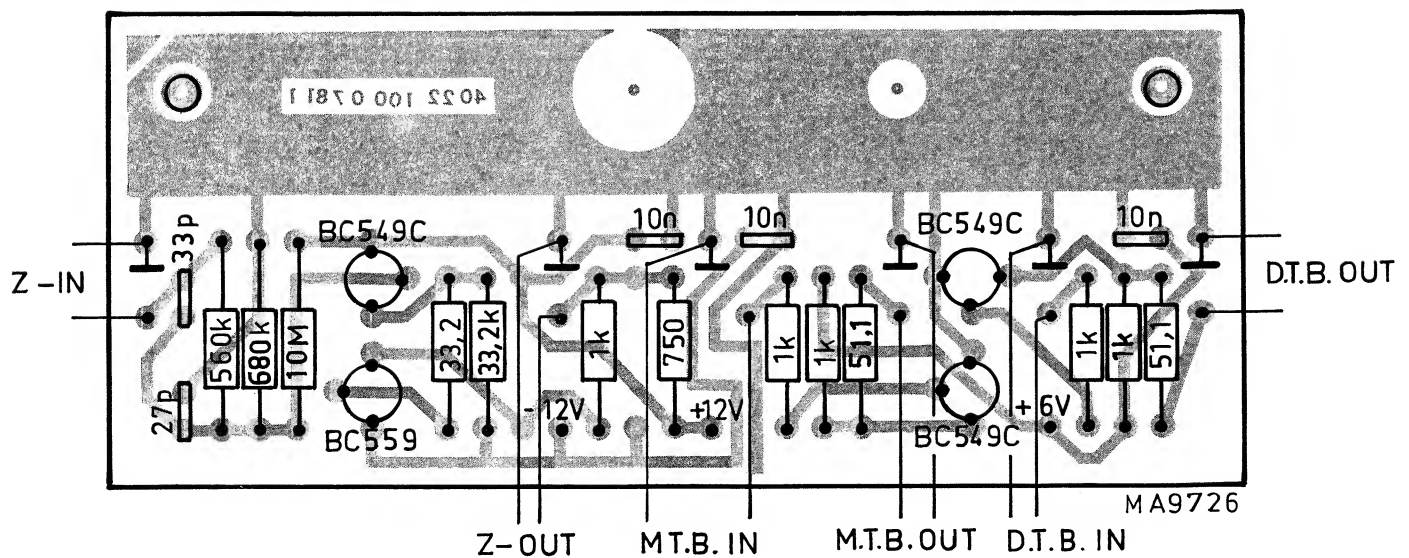 4022 100 07811
33p
BC549C
10n
10n
BC549C
10n
Z-IN
D.T.B. OUT
560k
680k
10M
33,2
33,2k
1k
750
1k
1k
51,1
1k
1k
51,1
27p
BC559
- 12V
+12V
BC549C
+ 6V
MA9726
Z-OUT
M.T.B. IN
M.T.B. OUT
D.T.B. IN